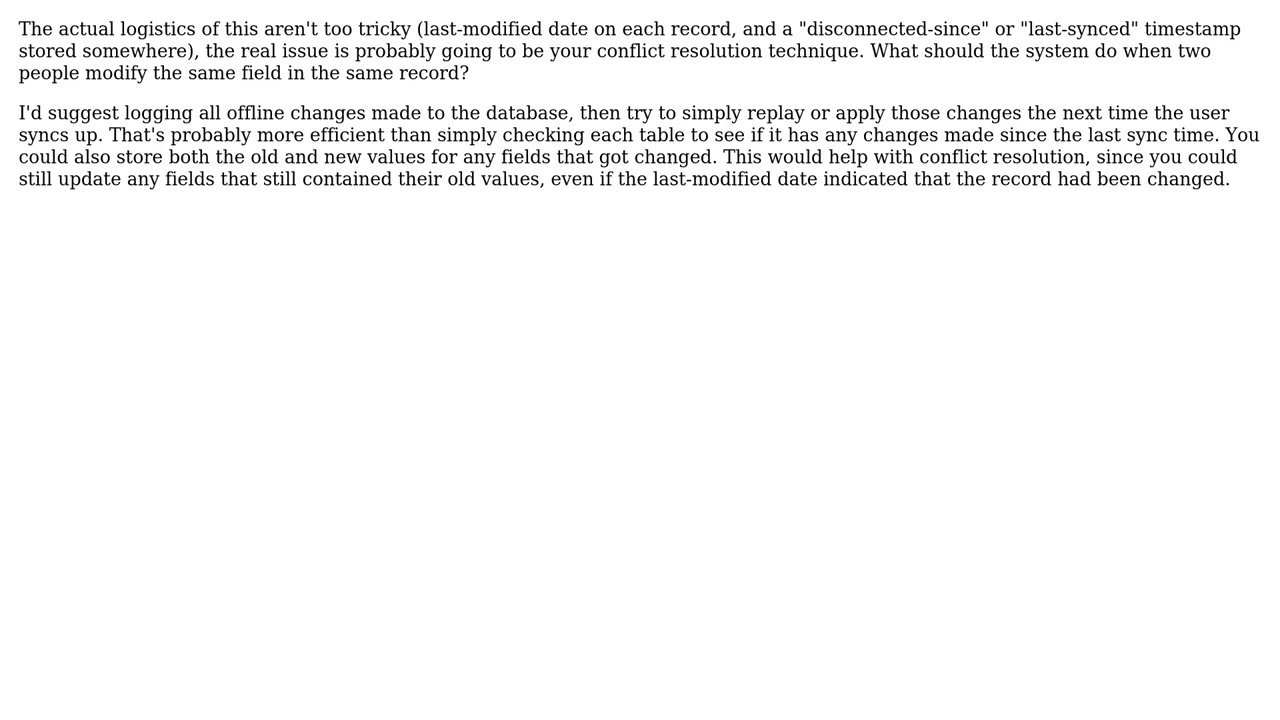 The actual logistics of this aren't too tricky (last-modified date on each record, and a "disconnected-since" or "last-synced" timestamp
stored somewhere), the real issue is probably going to be your conflict resolution technique. What should the system do when two
people modify the same field in the same record?
I'd suggest logging all offline changes made to the database, then try to simply replay or apply those changes the next time the user
syncs up. That's probably more efficient than simply checking each table to see if it has any changes made since the last sync time. You
could also store both the old and new values for any fields that got changed. This would help with conflict resolution, since you could
still update any fields that still contained their old values, even if the last-modified date indicated that the record had been changed.